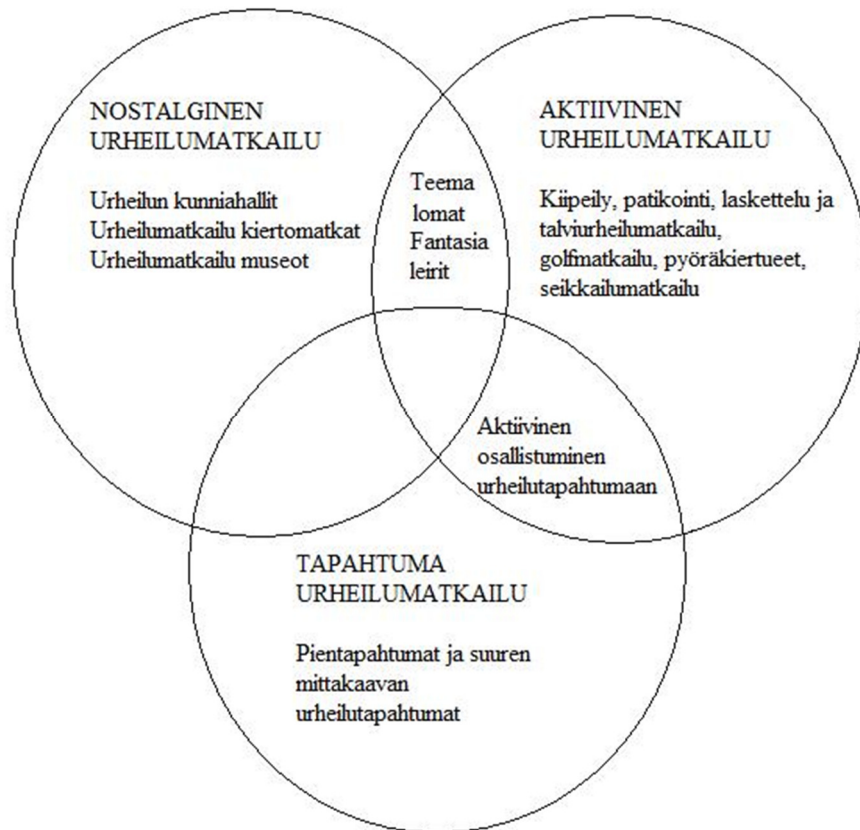 NOSTALGINEN
URHEILUMATKAILU
Urheilun kunniahallit
Urheilumatkailu kiertomatkat
Urheilumatkailu museot
Teema
lomat
Fantasia
leirit
AKTIIVINEN
URHEILUMATKAILU
Kiipeily, patikointi, laskettelu ja
talviurheilumatkailu,
golfmatkailu, pyöräkiertueet,
seikkailumatkailu
Aktiivinen
osallistuminen
urheilutapahtumaan
TAPAHTUMA
URHEILUMATKAILU
Pientapahtumat ja suuren
mittakaavan
urheilutapahtumat